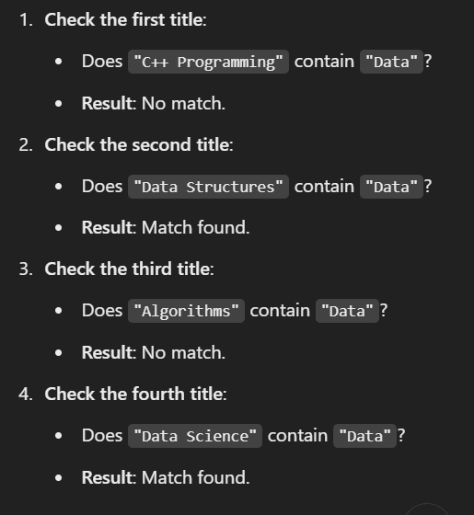 1. Check the first title:
• Does "C++ Programming" contain "Data"?
• Result: No match.
2. Check the second title:
• Does "Data Structures" contain "Data"?
• Result: Match found.
3. Check the third title:
• Does "Algorithms" contain "Data"?
• Result: No match.
4. Check the fourth title:
• Does "Data Science" contain "Data"?
• Result: Match found.